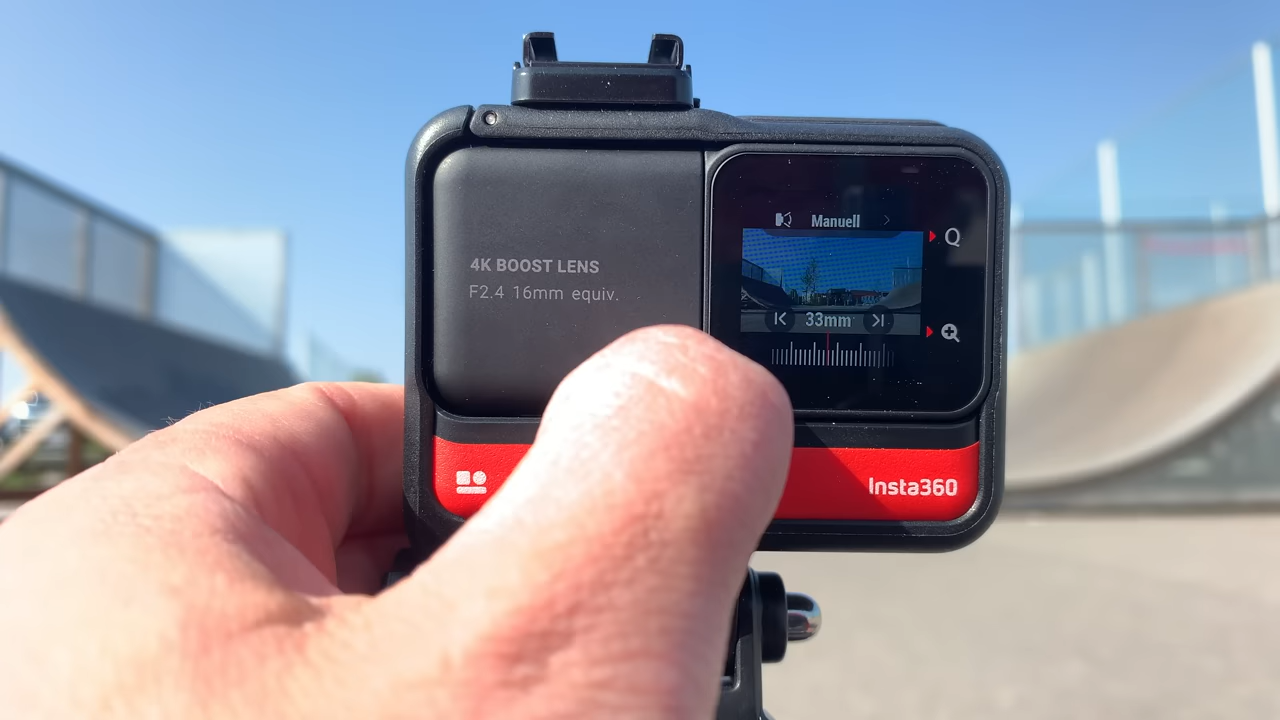 4K BOOST LENS
F2.4 16mm equiv.
Manuell
Q
33mm
Insta360